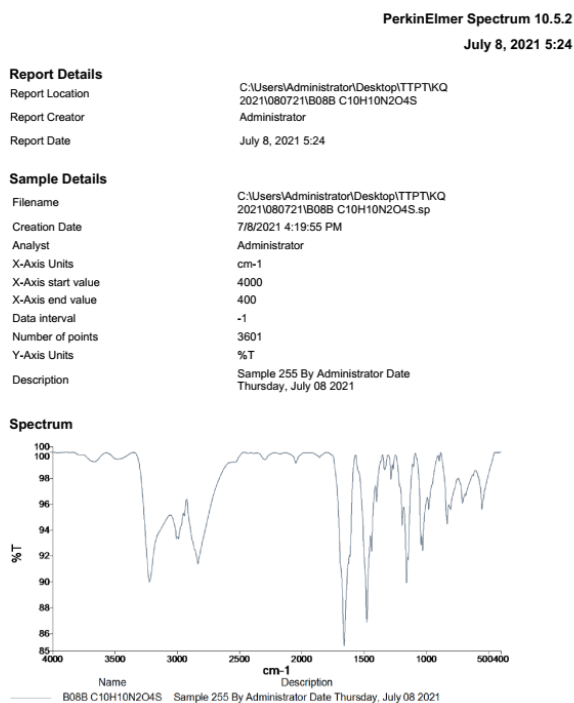 PerkinElmer Spectrum 10.5.2
July 8, 2021 5:24
Report Details
Report Location C:\Users\Administrator\Desktop\TTPT\KQ
2021\080721\B08B C10H10N2O4S
Report Creator Administrator
Report Date July 8, 2021 5:24
Sample Details
Filename C:\Users\Administrator\Desktop\TTPT\KQ
2021\080721\B08B C10H10N2O4S.sp
Creation Date 7/8/2021 4:19:55 PM
Analyst Administrator
X-Axis Units cm-1
X-Axis start value 4000
X-Axis end value 400
Data interval -1
Number of points 3601
Y-Axis Units %T
Description Sample 255 By Administrator Date
Thursday, July 08 2021
Spectrum
100
100
98
96
94
92
90
88
86
85
%T
4000 3500 3000 2500 2000 1500 1000 500400
cm-1
Name Description
B08B C10H10N2O4S Sample 255 By Administrator Date Thursday, July 08 2021